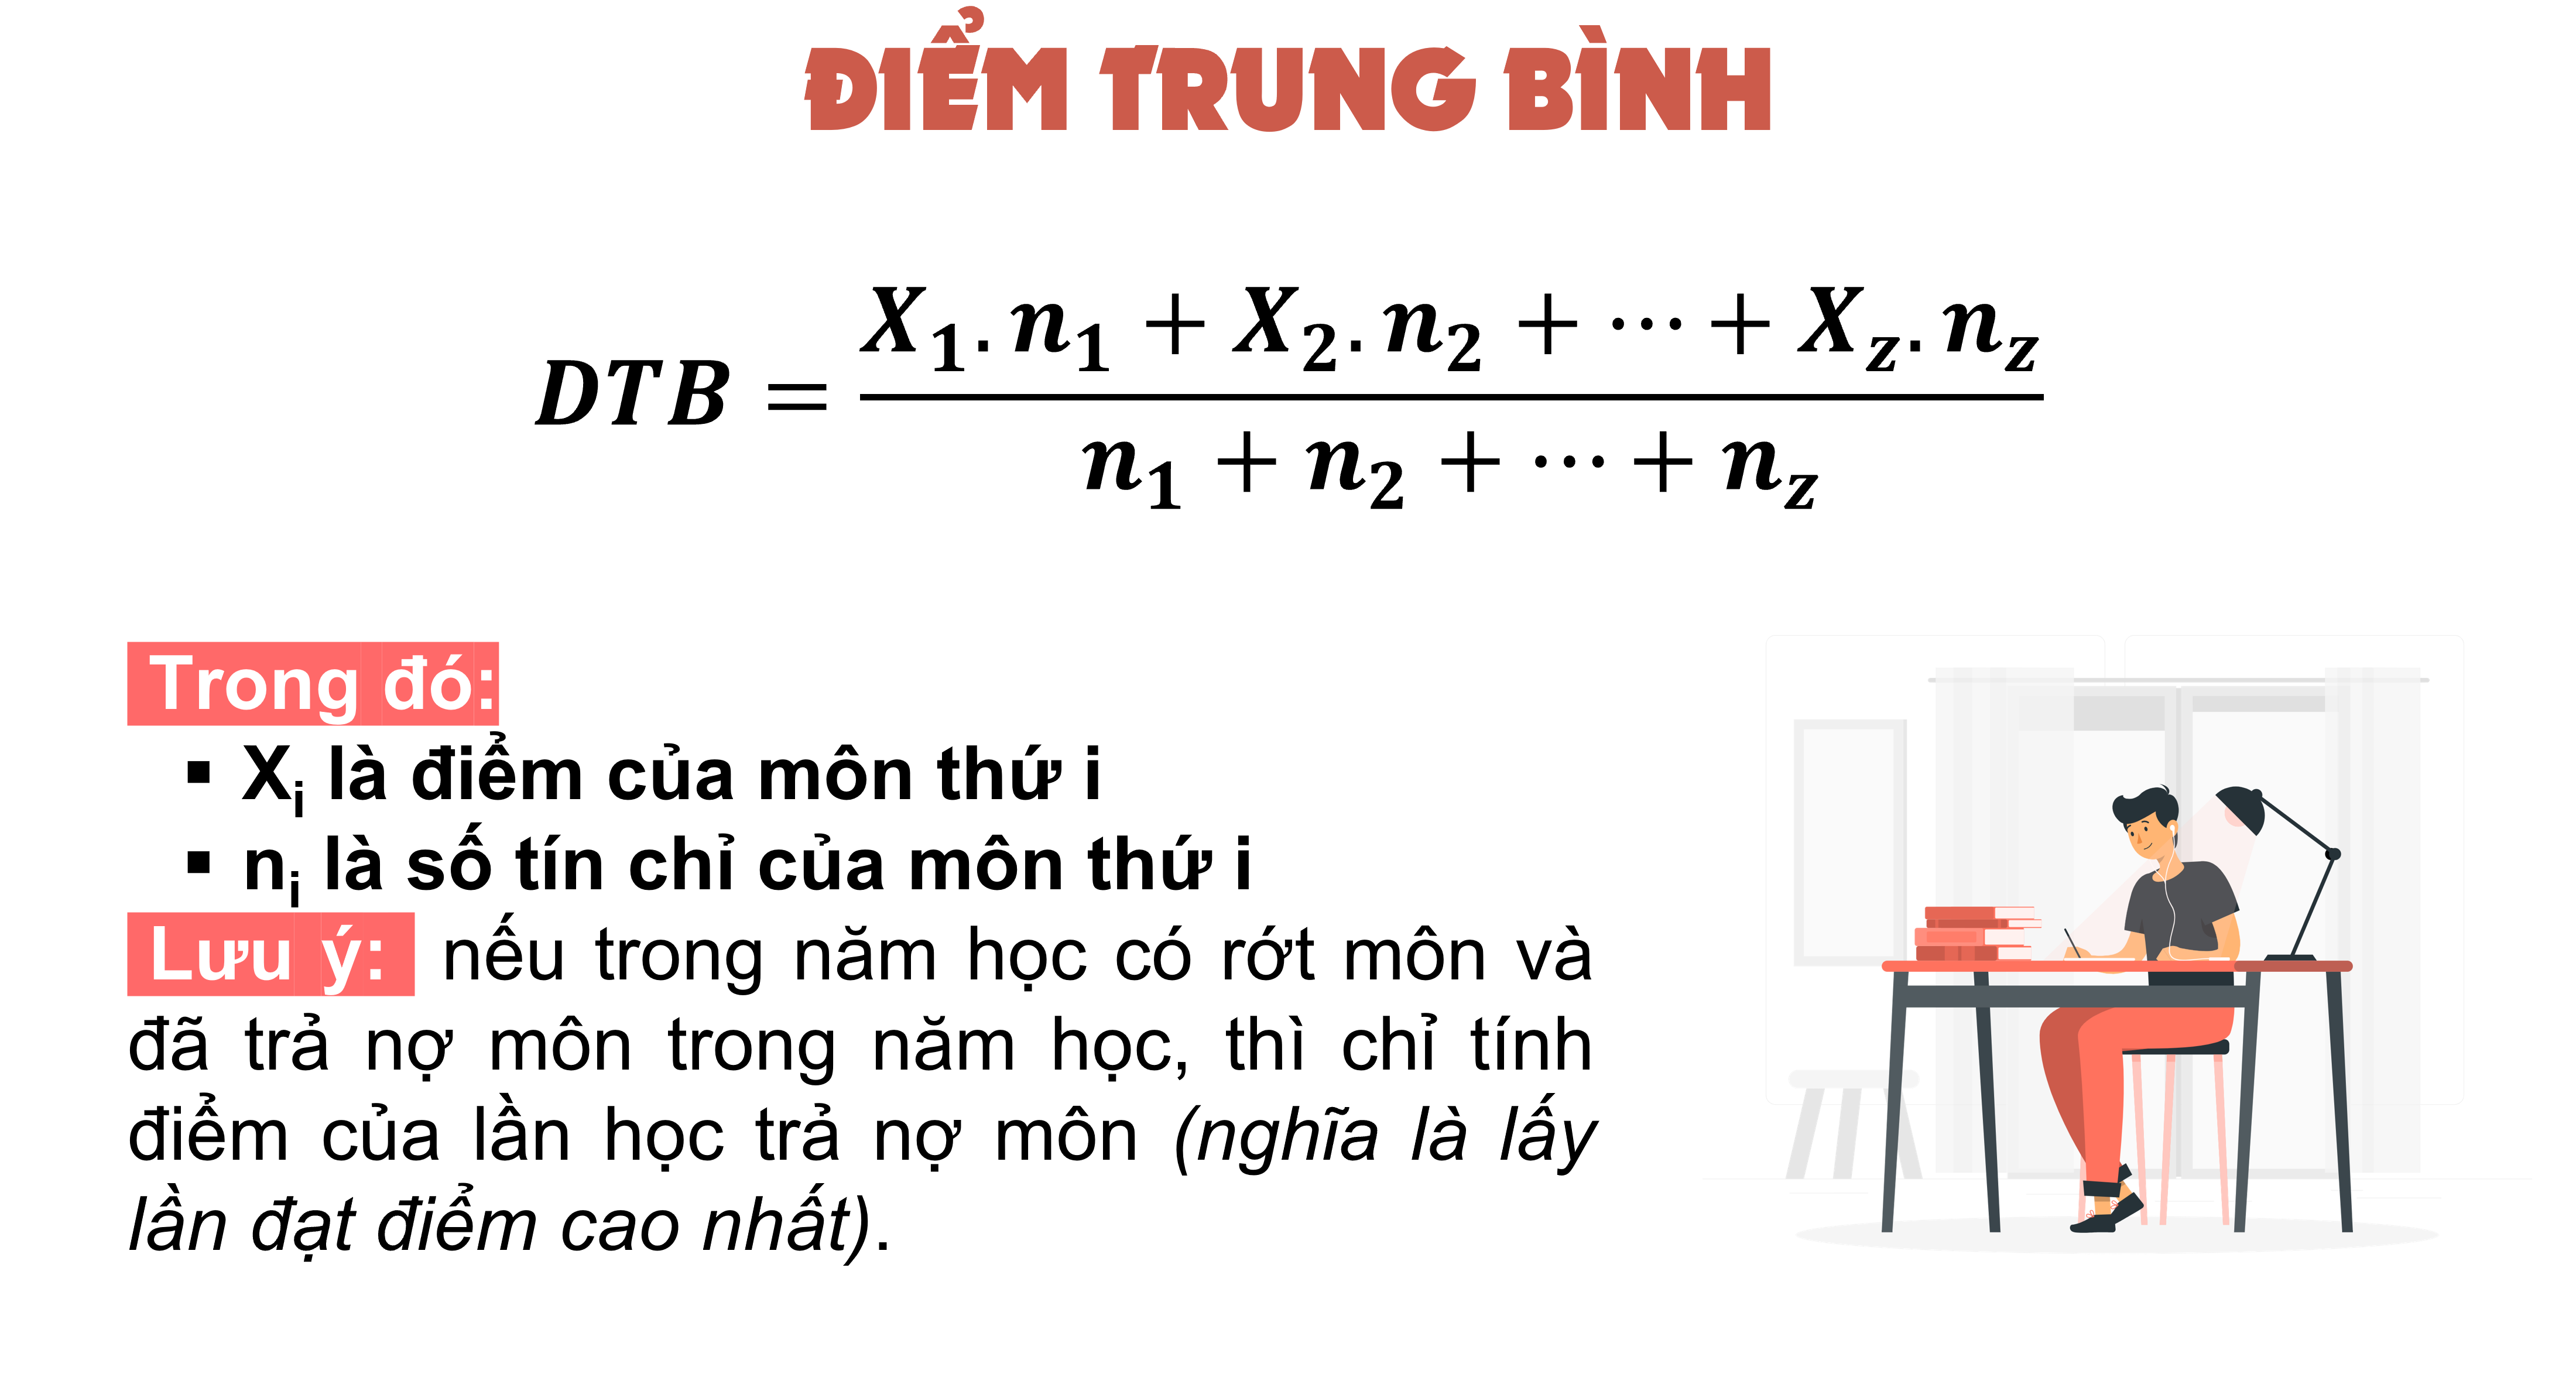 ĐIỂM TRUNG BÌNH
DTB = \frac{X_1.n_1 + X_2.n_2 + ⋯ + X_z.n_z}{n_1 + n_2 + ⋯ + n_z}
Trong đó:
▪ X_i là điểm của môn thứ i
▪ n_i là số tín chỉ của môn thứ i
Lưu ý: nếu trong năm học có rớt môn và
đã trả nợ môn trong năm học, thì chỉ tính
điểm của lần học trả nợ môn (nghĩa là lấy
lần đạt điểm cao nhất).